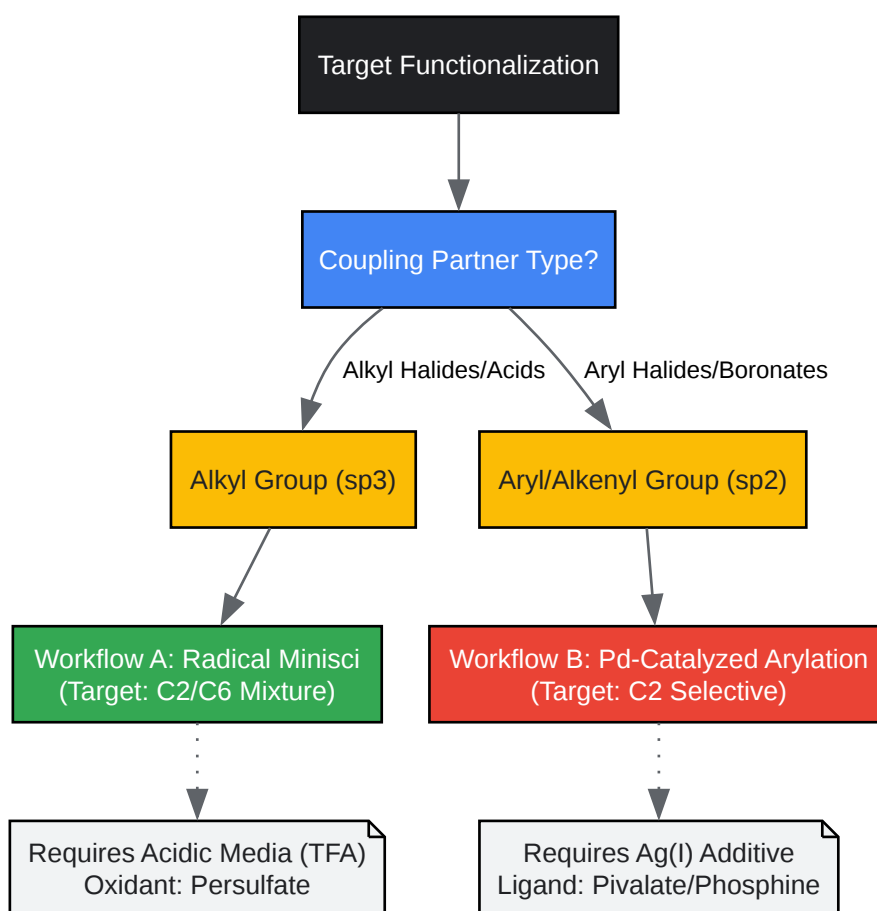 Target Functionalization
Coupling Partner Type?
Alkyl Halides/Acids
Aryl Halides/Boronates
Alkyl Group (sp3)
Aryl/Alkenyl Group (sp2)
Workflow A: Radical Minisci
(Target: C2/C6 Mixture)
Workflow B: Pd-Catalyzed Arylation
(Target: C2 Selective)
Requires Acidic Media (TFA)
Oxidant: Persulfate
Requires Ag(I) Additive
Ligand: Pivalate/Phosphine